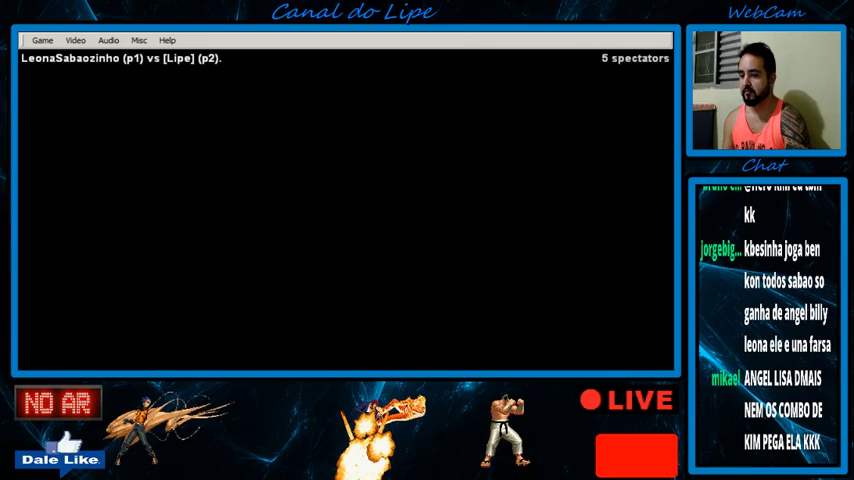 Canal do Lipe
WebCam
Game Video Audio Misc Help
LeonaSabaozinho (p1) vs [Lipe] (p2).
5 spectators
Chat
kk
jorgebig... kbesinha joga ben
kon todos sabao so
ganha de angel billy
leona ele e una farsa
mikael ANGEL LISA DMAIS
NEM OS COMBO DE
KIM PEGA ELA KKK
NO AR
LIVE
Dale Like.